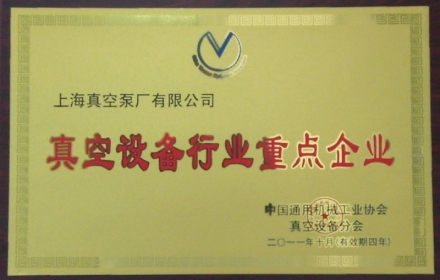 上海真空泵厂有限公司
真空设备行业重点企业
中国通用机械工业协会
真空设备分会
二〇一一年十月(有效期四年)